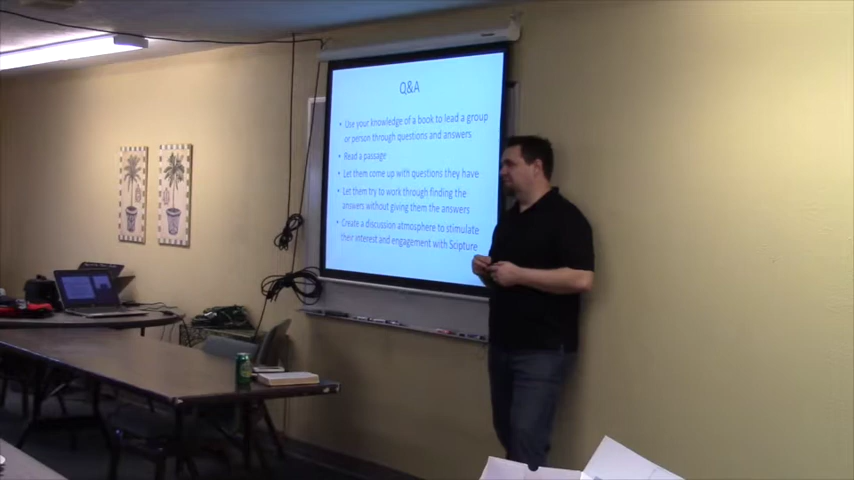 Q&A
• Use your knowledge of a book to lead a group
or person through questions and answers.
• Read a passage
• Let them come up with questions they have
• Let them try to work through finding the
answers without giving them the answers.
• Create a discussion atmosphere to stimulate
their interest and engagement with Scipture